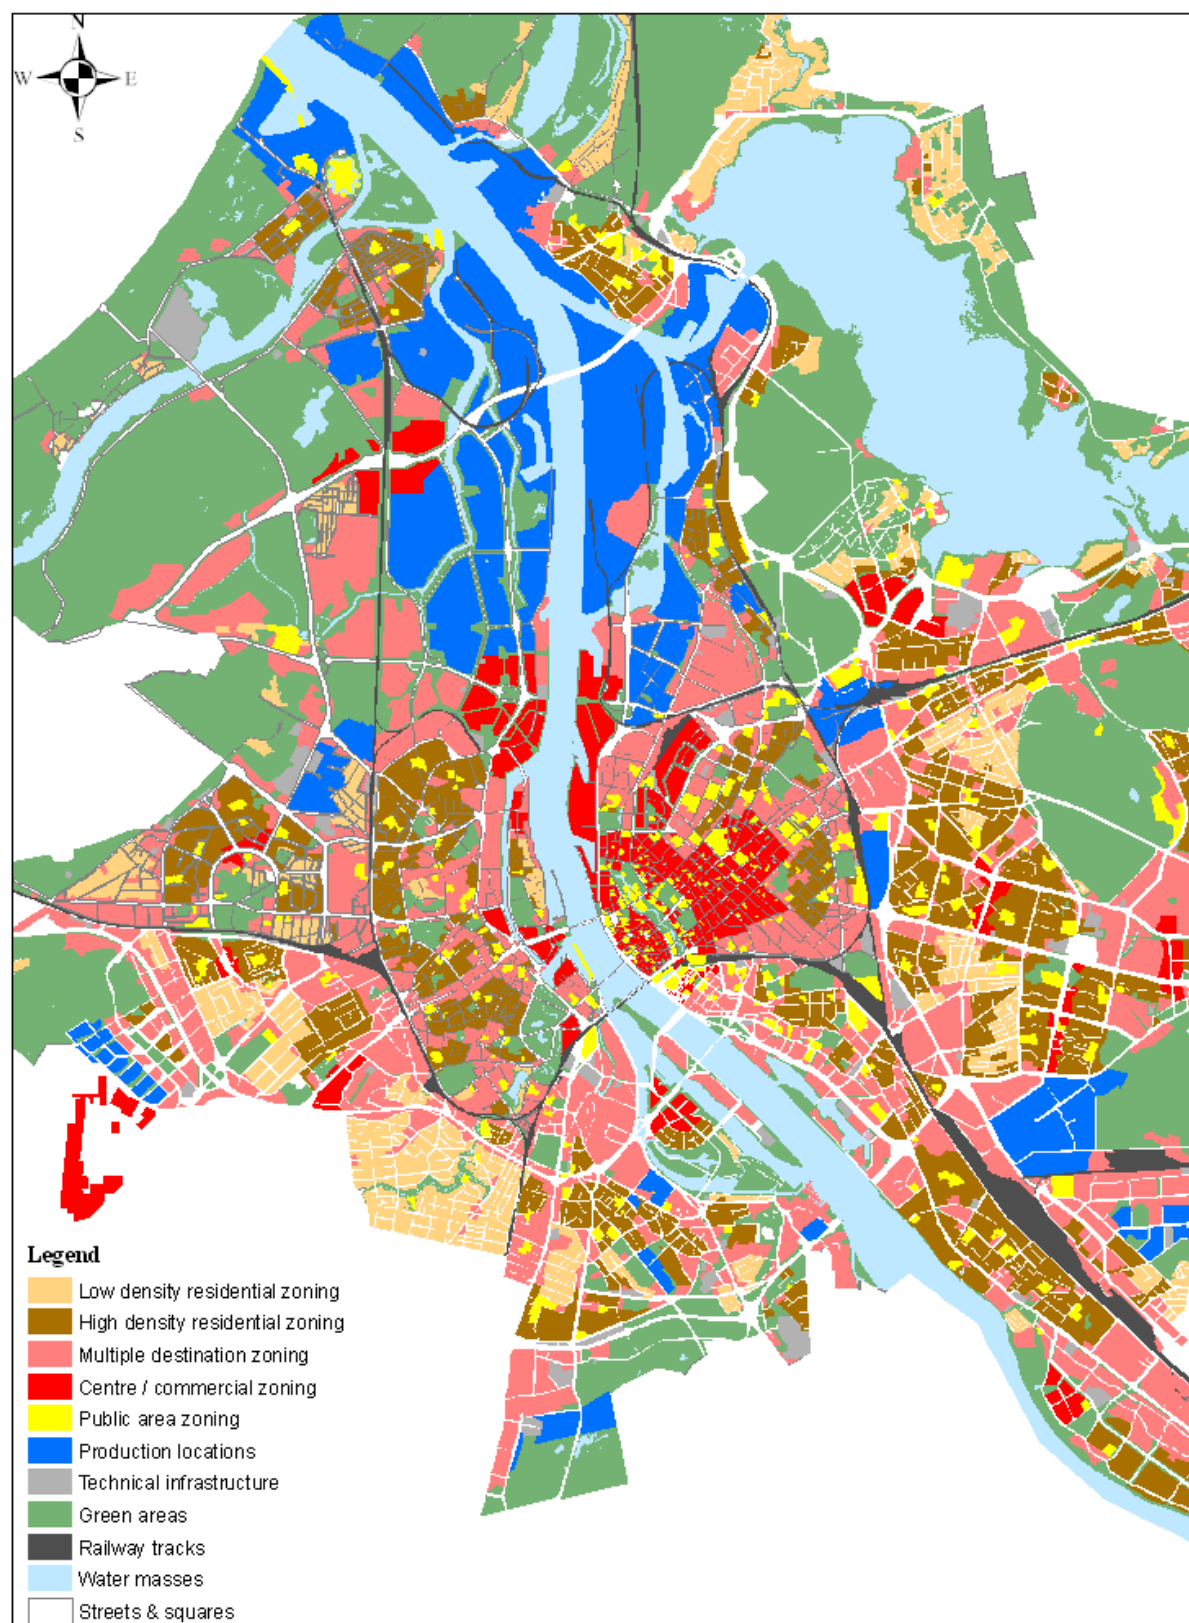 N
W E
S
Legend
Low density residential zoning
High density residential zoning
Multiple destination zoning
Centre / commercial zoning
Public area zoning
Production locations
Technical infrastructure
Green areas
Railway tracks
Water masses
Streets & squares